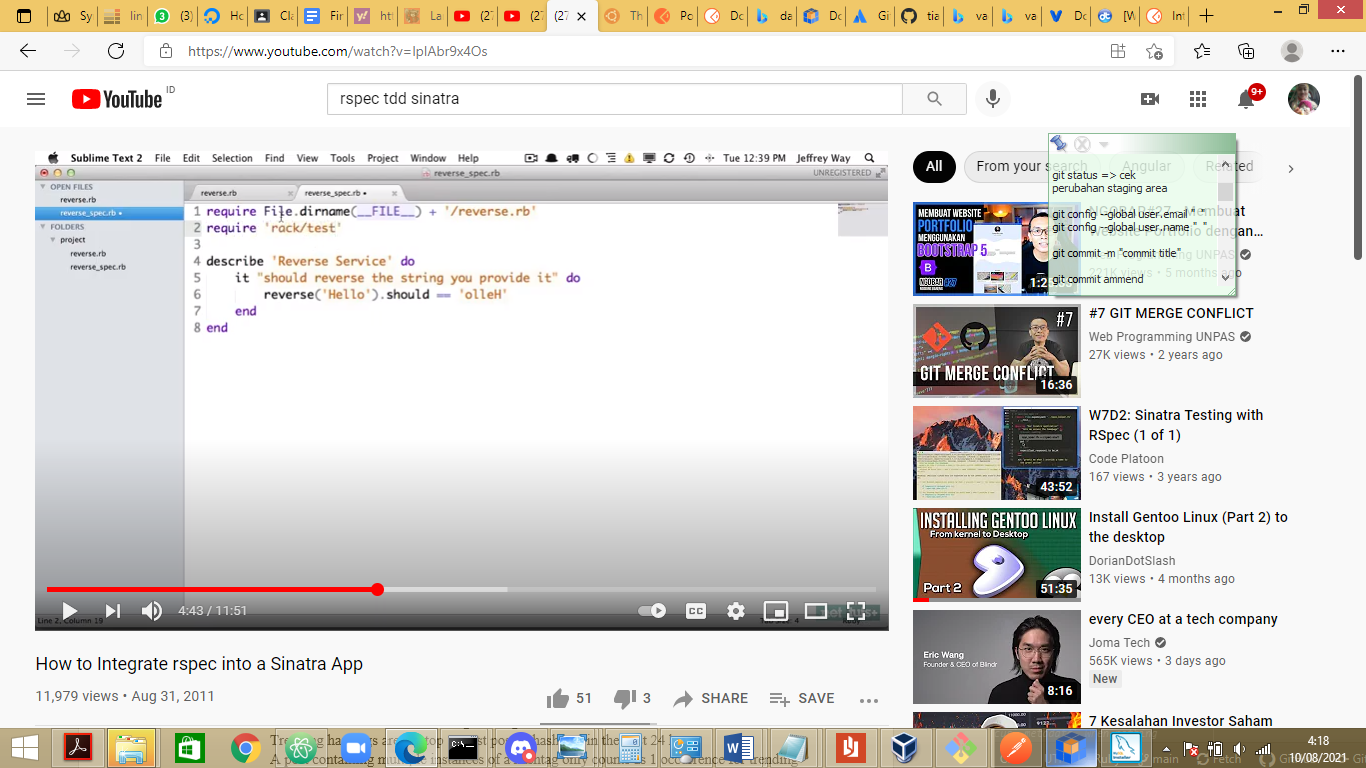 Sy
lin
(3)
Ho
Cla
Fir
htt
La
(27
(27
(27
Th
Po
Do
da
Do
Gi
tia
va
va
Do
[W
Int
https://www.youtube.com/watch?v=IplAbr9x4Os
YouTube ID
rspec tdd sinatra
9+
Sublime Text 2 File Edit Selection Find View Tools Project Window Help Tue 12:39 PM Jeffrey Way
reverse_spec.rb UNREGISTERED
OPEN FILES
reverse.rb
reverse_spec.rb
FOLDERS
project
reverse.rb
reverse_spec.rb
reverse.rb
reverse_spec.rb
1 require File.dirname(__FILE__) + '/reverse.rb'
2 require 'rack/test'
3
4 describe 'Reverse Service' do
5 it "should reverse the string you provide it" do
6 reverse('Hello').should == 'olleH'
7 end
8 end
Line 2, Column 19
4:43 / 11:51
CC
How to Integrate rspec into a Sinatra App
11,979 views • Aug 31, 2011
51
3
SHARE
SAVE
All
From your search
Angular
Related
git status => cek
perubahan staging area
git config --global user.email " "
git config --global user.name " "
git commit -m "commit title"
git commit ammend
MEMBUAT WEBSITE
PORTFOLIO
MENGGUNAKAN
BOOTSTRAP 5
NGOBAR #27
NGOBAR#27 - Membuat
Website Portfolio dengan...
Web Programming UNPAS
221K views • 5 months ago
#7
GIT MERGE CONFLICT
16:36
#7 GIT MERGE CONFLICT
Web Programming UNPAS
27K views • 2 years ago
43:52
W7D2: Sinatra Testing with
RSpec (1 of 1)
Code Platoon
167 views • 3 years ago
INSTALLING GENTOO LINUX
From kernel to Desktop
Part 2
51:35
Install Gentoo Linux (Part 2) to
the desktop
DorianDotSlash
13K views • 4 months ago
Eric Wang
Founder & CEO of Blindr
8:16
every CEO at a tech company
Joma Tech
565K views • 3 days ago
New
7 Kesalahan Investor Saham
4:18
10/08/2021